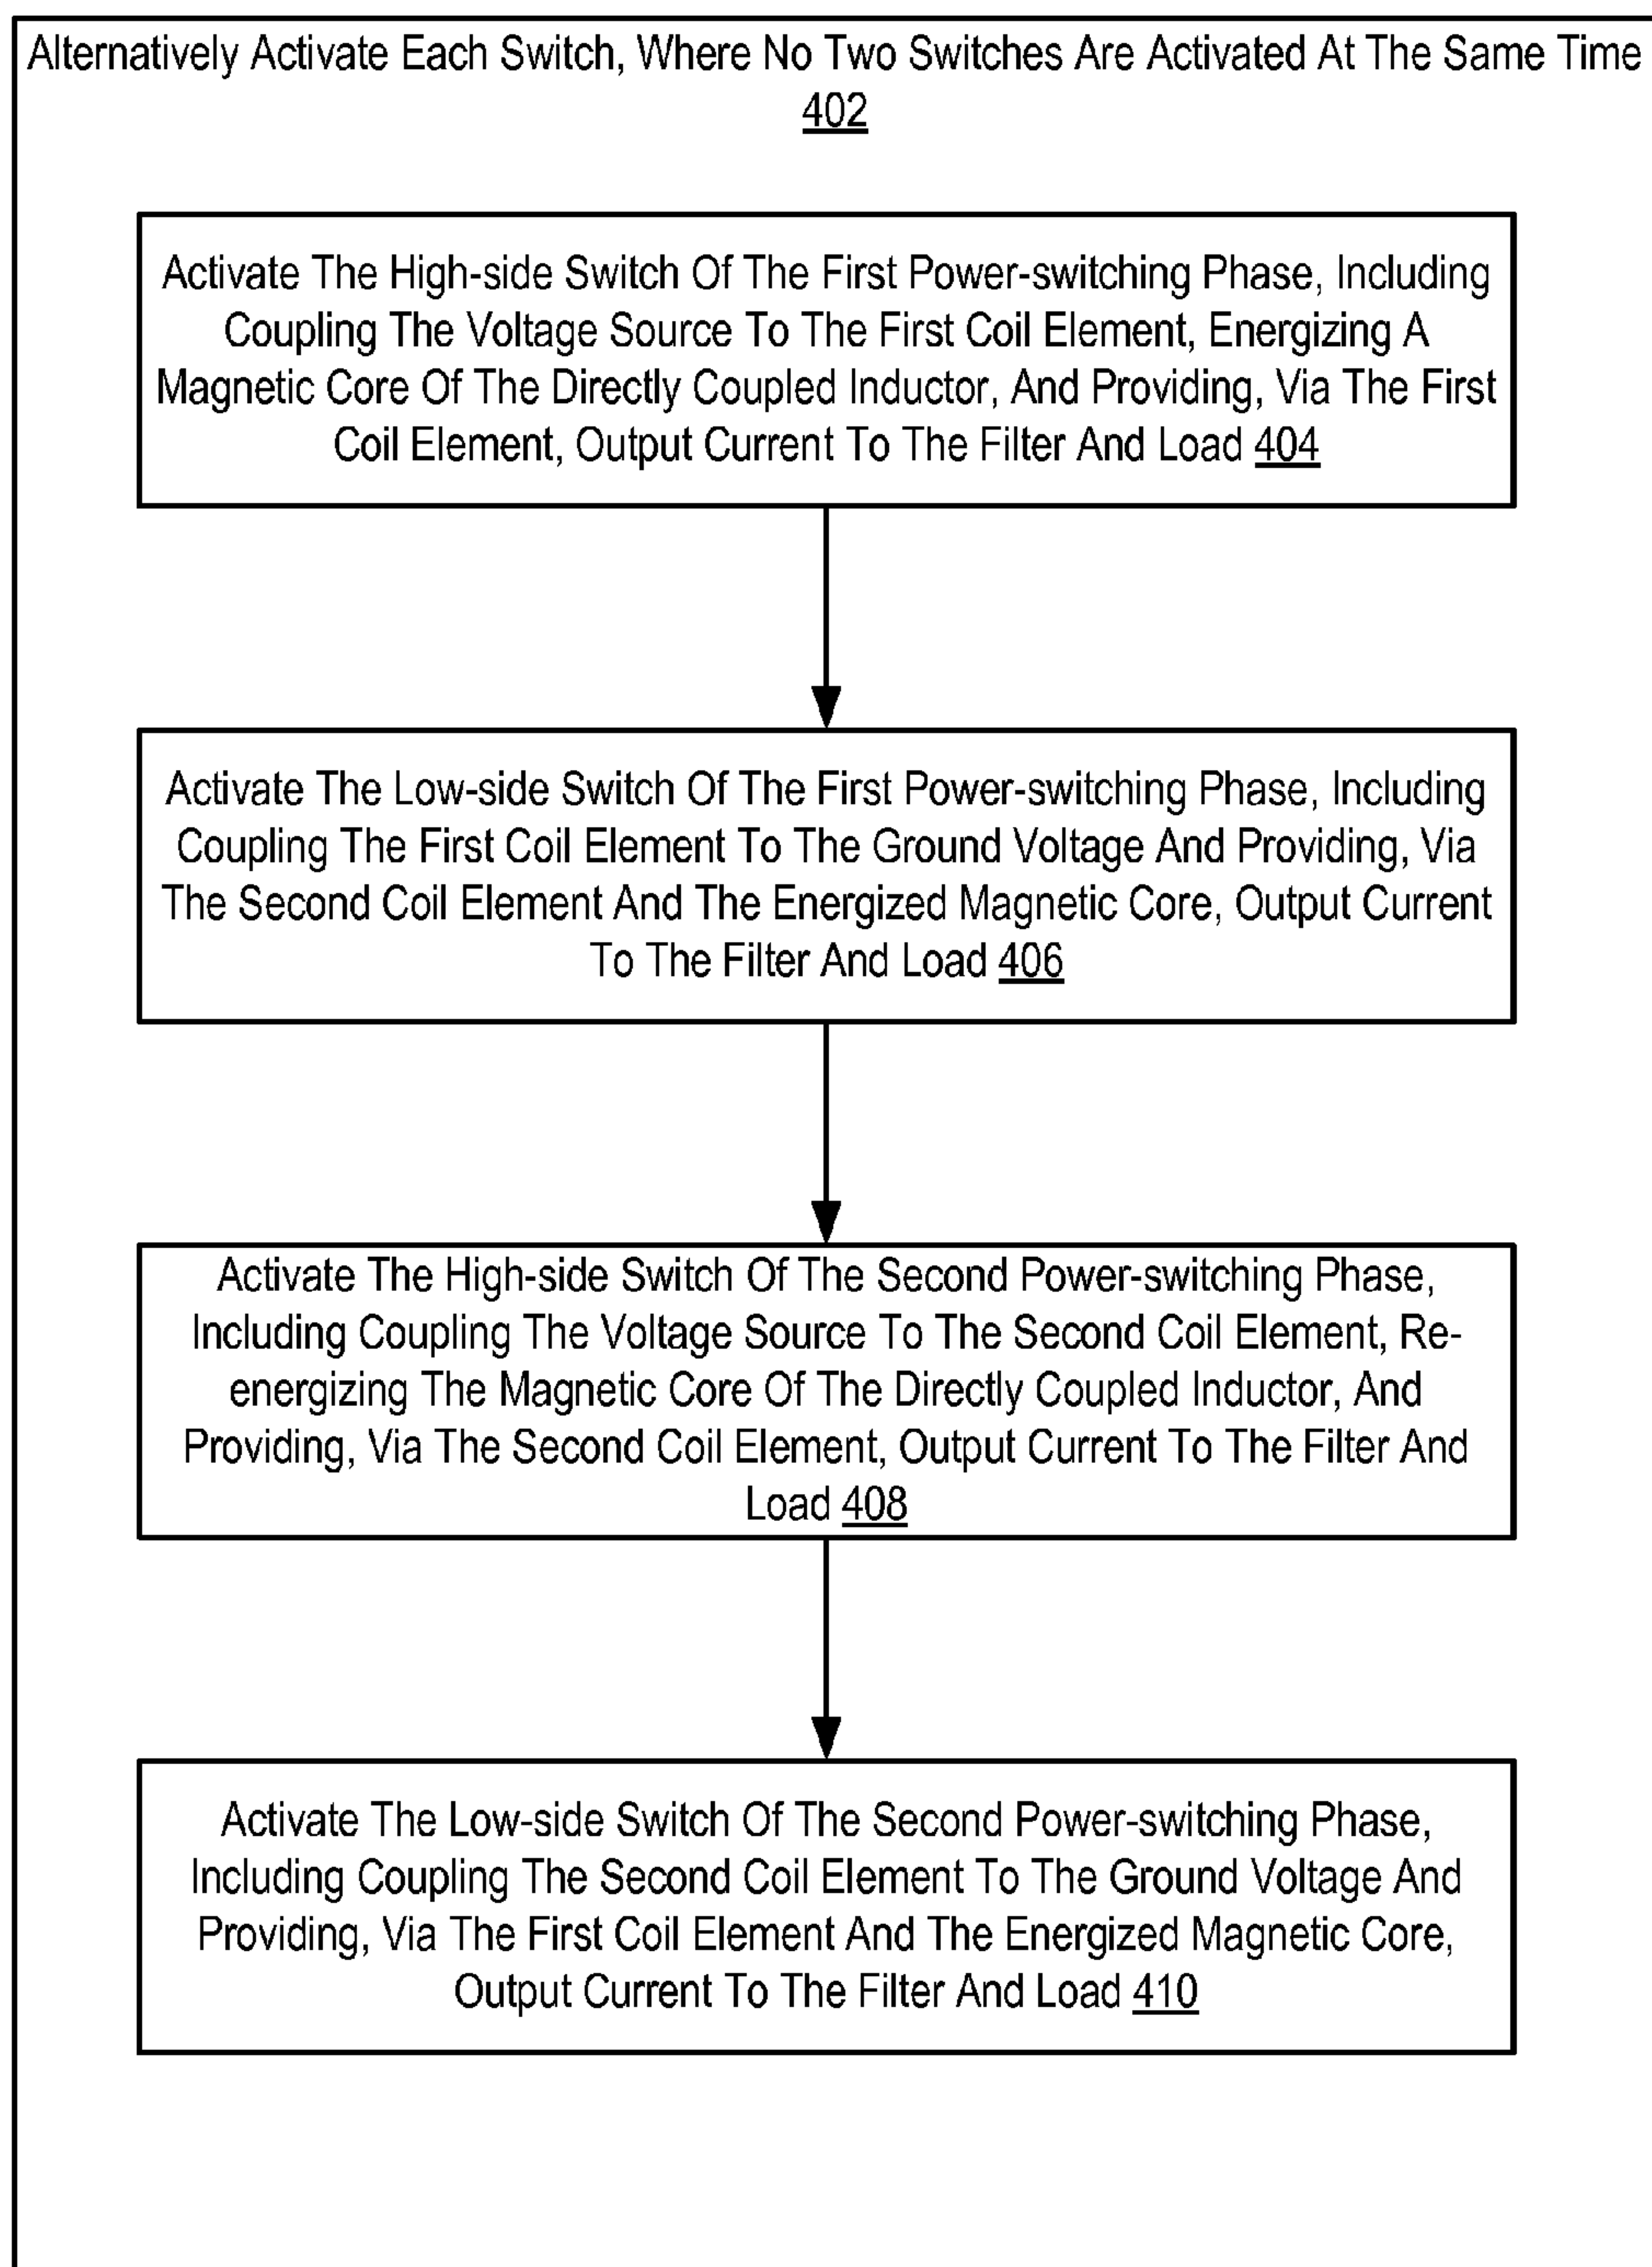 Alternatively Activate Each Switch, Where No Two Switches Are Activated At The Same Time
402
Activate The High-side Switch Of The First Power-switching Phase, Including
Coupling The Voltage Source To The First Coil Element, Energizing A
Magnetic Core Of The Directly Coupled Inductor, And Providing, Via The First
Coil Element, Output Current To The Filter And Load 404
Activate The Low-side Switch Of The First Power-switching Phase, Including
Coupling The First Coil Element To The Ground Voltage And Providing, Via
The Second Coil Element And The Energized Magnetic Core, Output Current
To The Filter And Load 406
Activate The High-side Switch Of The Second Power-switching Phase,
Including Coupling The Voltage Source To The Second Coil Element, Re-
energizing The Magnetic Core Of The Directly Coupled Inductor, And
Providing, Via The Second Coil Element, Output Current To The Filter And
Load 408
Activate The Low-side Switch Of The Second Power-switching Phase,
Including Coupling The Second Coil Element To The Ground Voltage And
Providing, Via The First Coil Element And The Energized Magnetic Core,
Output Current To The Filter And Load 410